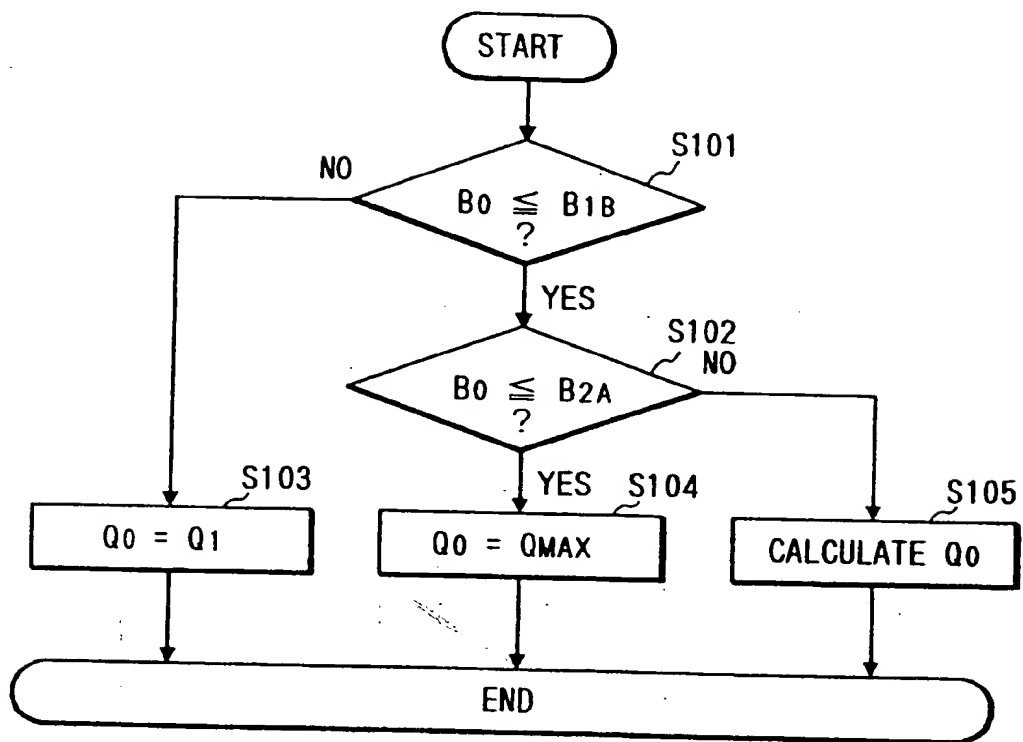 START
S101
NO
B0 ≦ B1B
?
YES
S102
NO
B0 ≦ B2A
?
YES
S103
S104
S105
Q0 = Q1
Q0 = QMAX
CALCULATE Q0
END